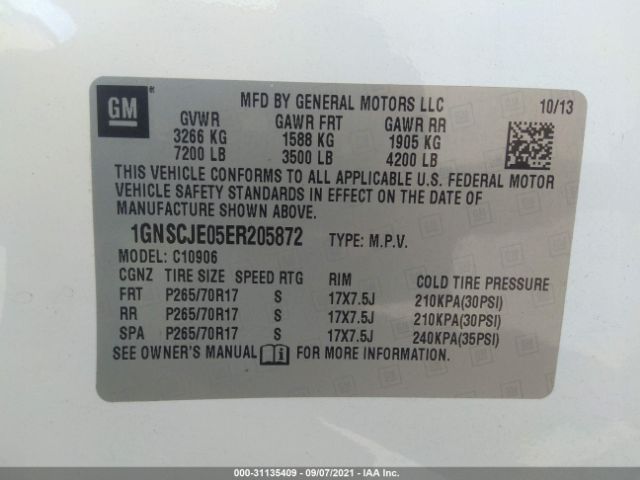 GM
MFD BY GENERAL MOTORS LLC 10/13
GVWR GAWR FRT GAWR RR
3266 KG 1588 KG 1905 KG
7200 LB 3500 LB 4200 LB
THIS VEHICLE CONFORMS TO ALL APPLICABLE U.S. FEDERAL MOTOR
VEHICLE SAFETY STANDARDS IN EFFECT ON THE DATE OF
MANUFACTURE SHOWN ABOVE.
1GNSCJE05ER205872 TYPE: M.P.V.
MODEL: C10906
CGNZ TIRE SIZE SPEED RTG RIM COLD TIRE PRESSURE
FRT P265/70R17 S 17X7.5J 210KPA(30PSI)
RR P265/70R17 S 17X7.5J 210KPA(30PSI)
SPA P265/70R17 S 17X7.5J 240KPA(35PSI)
SEE OWNER'S MANUAL FOR MORE INFORMATION.
000-31135409 - 09/07/2021 - IAA Inc.